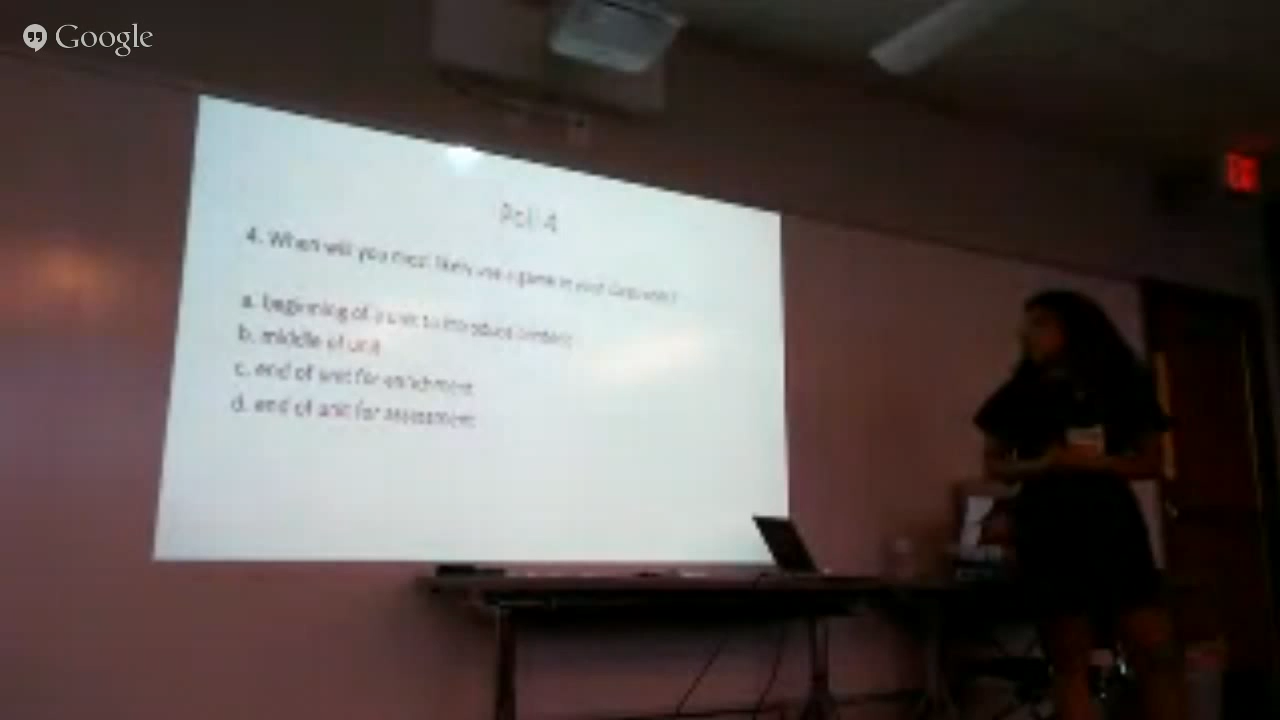 Google
Poll 4
4. When will you most likely use a game in your classroom?
a. beginning of a unit to introduce content
b. middle of unit
c. end of unit for enrichment
d. end of unit for assessment